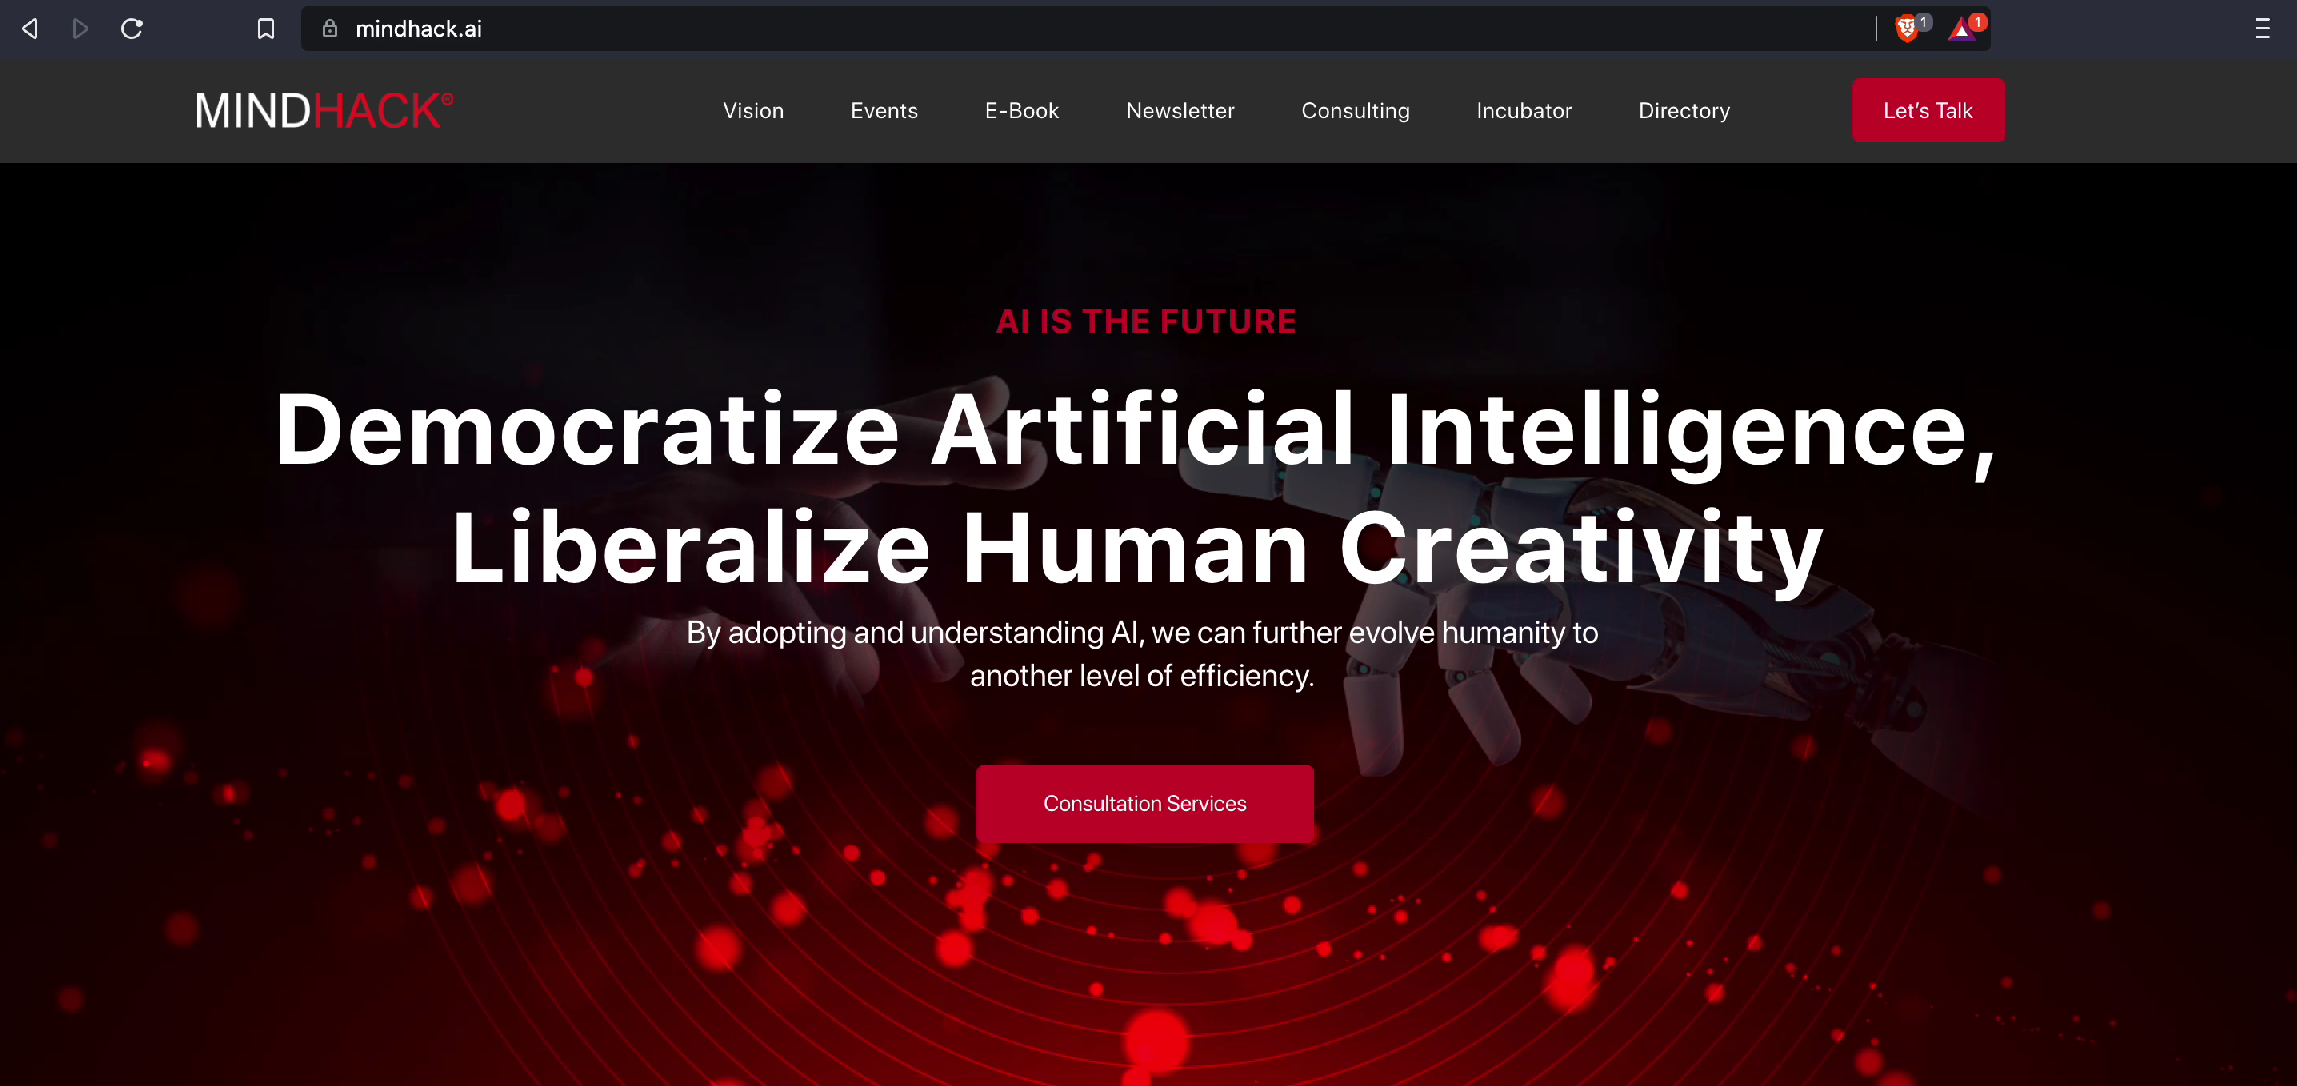 mindhack.ai
1
1
MINDHACK®
Vision
Events
E-Book
Newsletter
Consulting
Incubator
Directory
Let’s Talk
AI IS THE FUTURE
Democratize Artificial Intelligence,
Liberalize Human Creativity
By adopting and understanding AI, we can further evolve humanity to
another level of efficiency.
Consultation Services